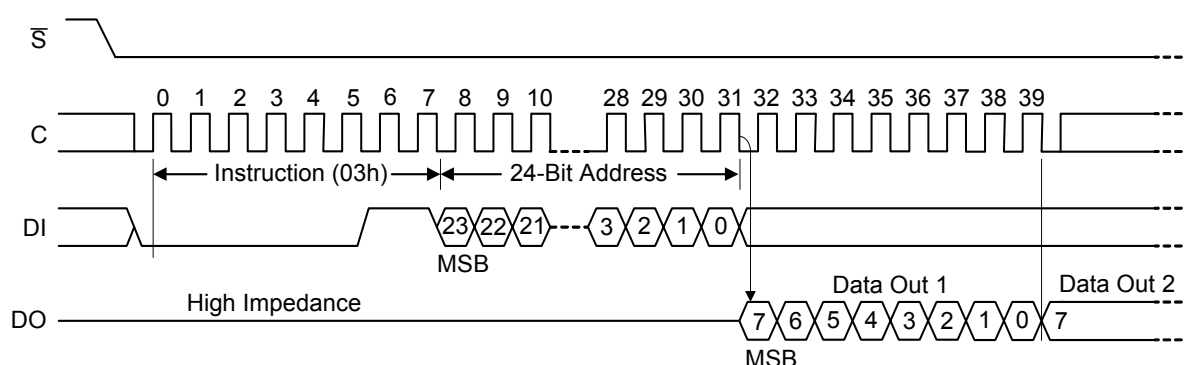 S
0 1 2 3 4 5 6 7 8 9 10 28 29 30 31 32 33 34 35 36 37 38 39
C
Instruction (03h) 24-Bit Address
DI 23 22 21 3 2 1 0
MSB
Data Out 1 Data Out 2
High Impedance
DO 7 6 5 4 3 2 1 0 7
MSB